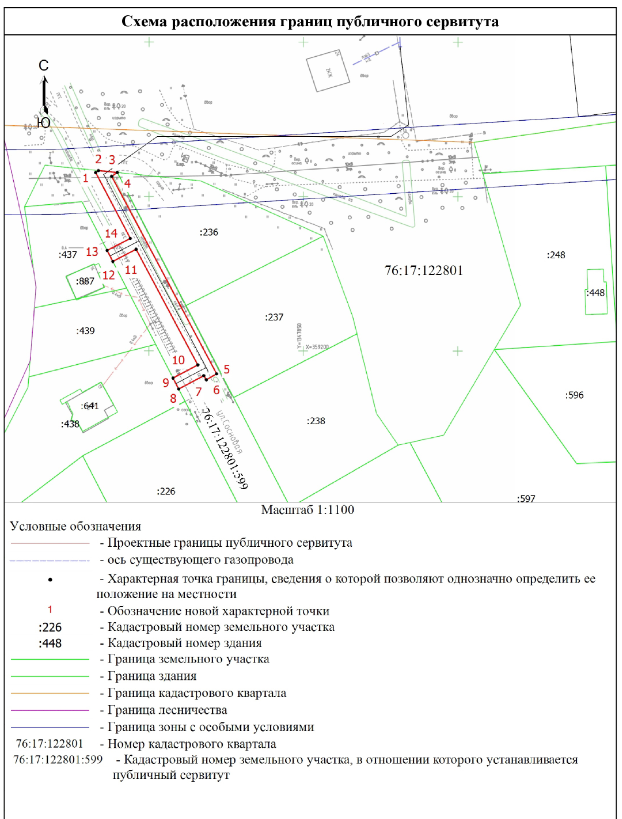 Схема расположения границ публичного сервитута
С
Ю
2 3
1 4
:236
14
13
:437
12 11
:887
76:17:122801
:248
:448
:237
:439
10
5
9
6
7
8
:596
:641
:438
:238
ул Сосновая
76:17:122801:599
:226
:597
Масштаб 1:1100
Условные обозначения
- Проектные границы публичного сервитута
- ось существующего газопровода
- Характерная точка границы, сведения о которой позволяют однозначно определить ее
положение на местности
1 - Обозначение новой характерной точки
:226 - Кадастровый номер земельного участка
:448 - Кадастровый номер здания
- Граница земельного участка
- Граница здания
- Граница кадастрового квартала
- Граница лесничества
- Граница зоны с особыми условиями
76:17:122801 - Номер кадастрового квартала
76:17:122801:599 - Кадастровый номер земельного участка, в отношении которого устанавливается
публичный сервитут